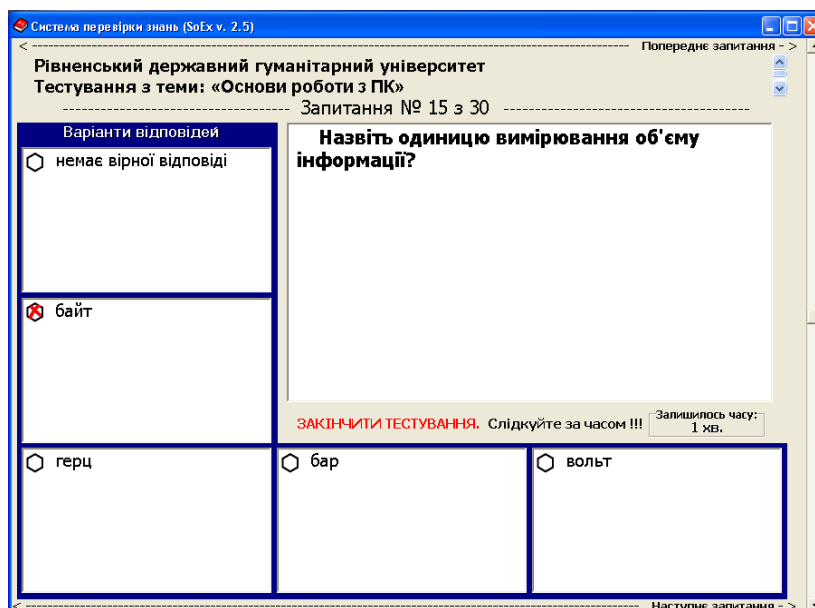 Система перевірки знань (SoEx v. 2.5)
Попереднє запитання - >
Рівненський державний гуманітарний університет
Тестування з теми: «Основи роботи з ПК»
Запитання № 15 з 30
Варіанти відповідей
немає вірної відповіді
Назвіть одиницю вимірювання об'єму
інформації?
байт
ЗАКІНЧИТИ ТЕСТУВАННЯ. Слідкуйте за часом !!!
Залишилось часу:
1 хв.
герц
бар
вольт
Наступне запитання - >